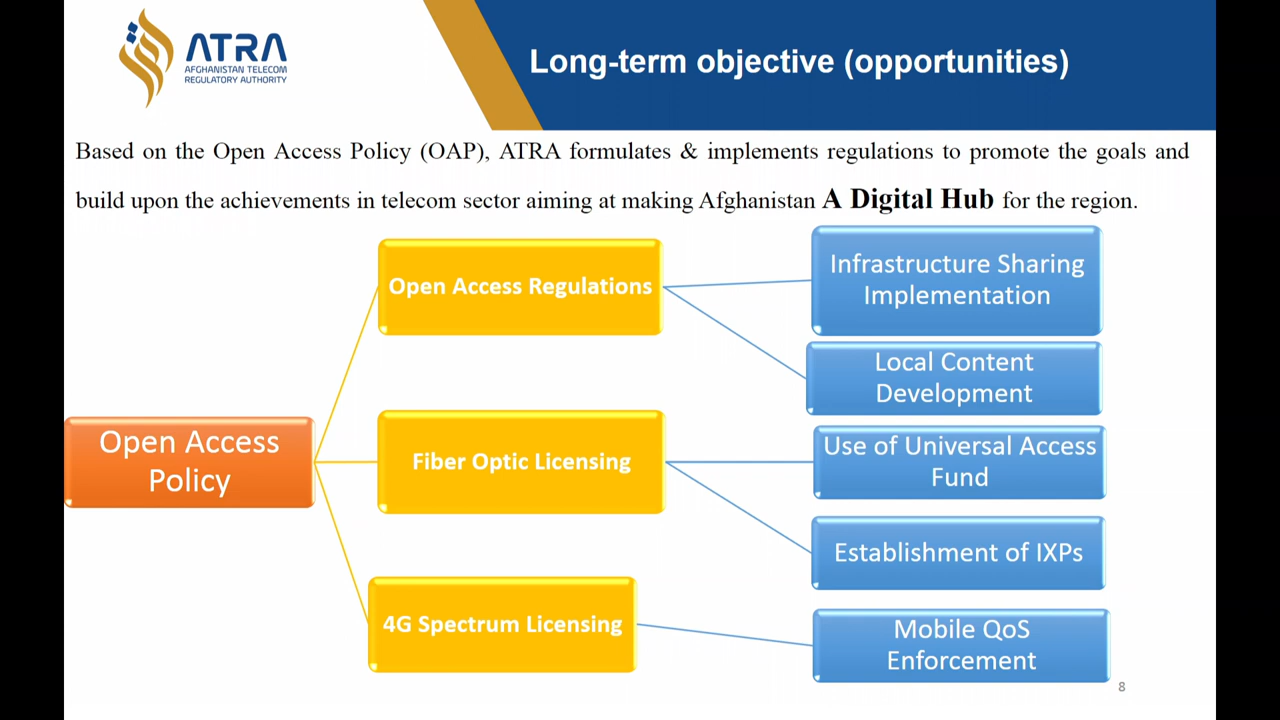 ATRA
AFGHANISTAN TELECOM
REGULATORY AUTHORITY
Long-term objective (opportunities)
Based on the Open Access Policy (OAP), ATRA formulates & implements regulations to promote the goals and
build upon the achievements in telecom sector aiming at making Afghanistan A Digital Hub for the region.
Open Access
Policy
Open Access Regulations
Fiber Optic Licensing
4G Spectrum Licensing
Infrastructure Sharing
Implementation
Local Content
Development
Use of Universal Access
Fund
Establishment of IXPs
Mobile QoS
Enforcement
8